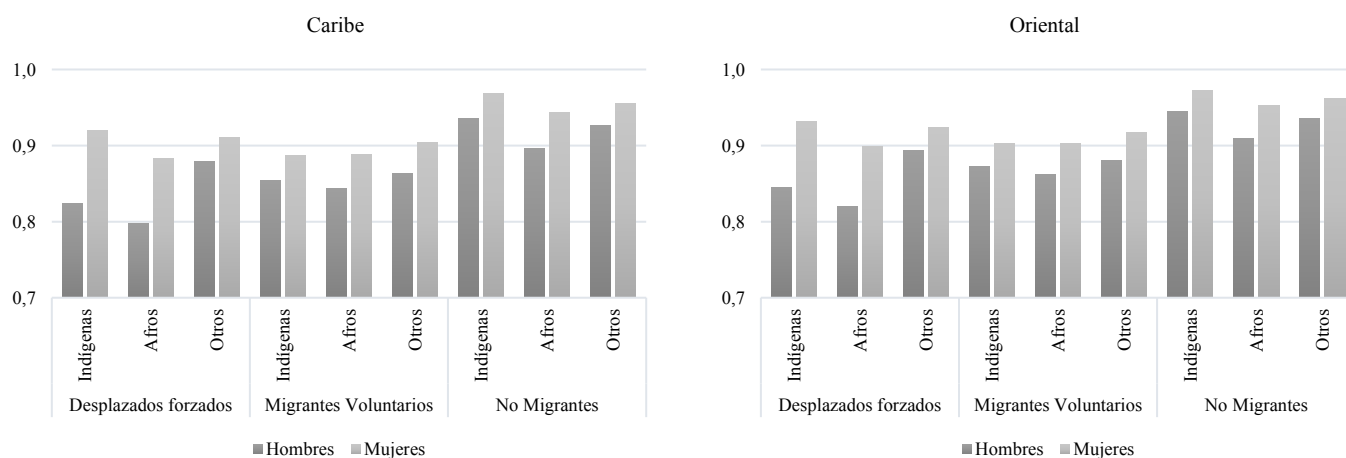 Caribe
1,0
0,9
0,8
0,7
Indígenas
Afros
Otros
Indígenas
Afros
Otros
Indígenas
Afros
Otros
Desplazados forzados
Migrantes Voluntarios
No Migrantes
Hombres
Mujeres
Oriental
1,0
0,9
0,8
0,7
Indígenas
Afros
Otros
Indígenas
Afros
Otros
Indígenas
Afros
Otros
Desplazados forzados
Migrantes Voluntarios
No Migrantes
Hombres
Mujeres